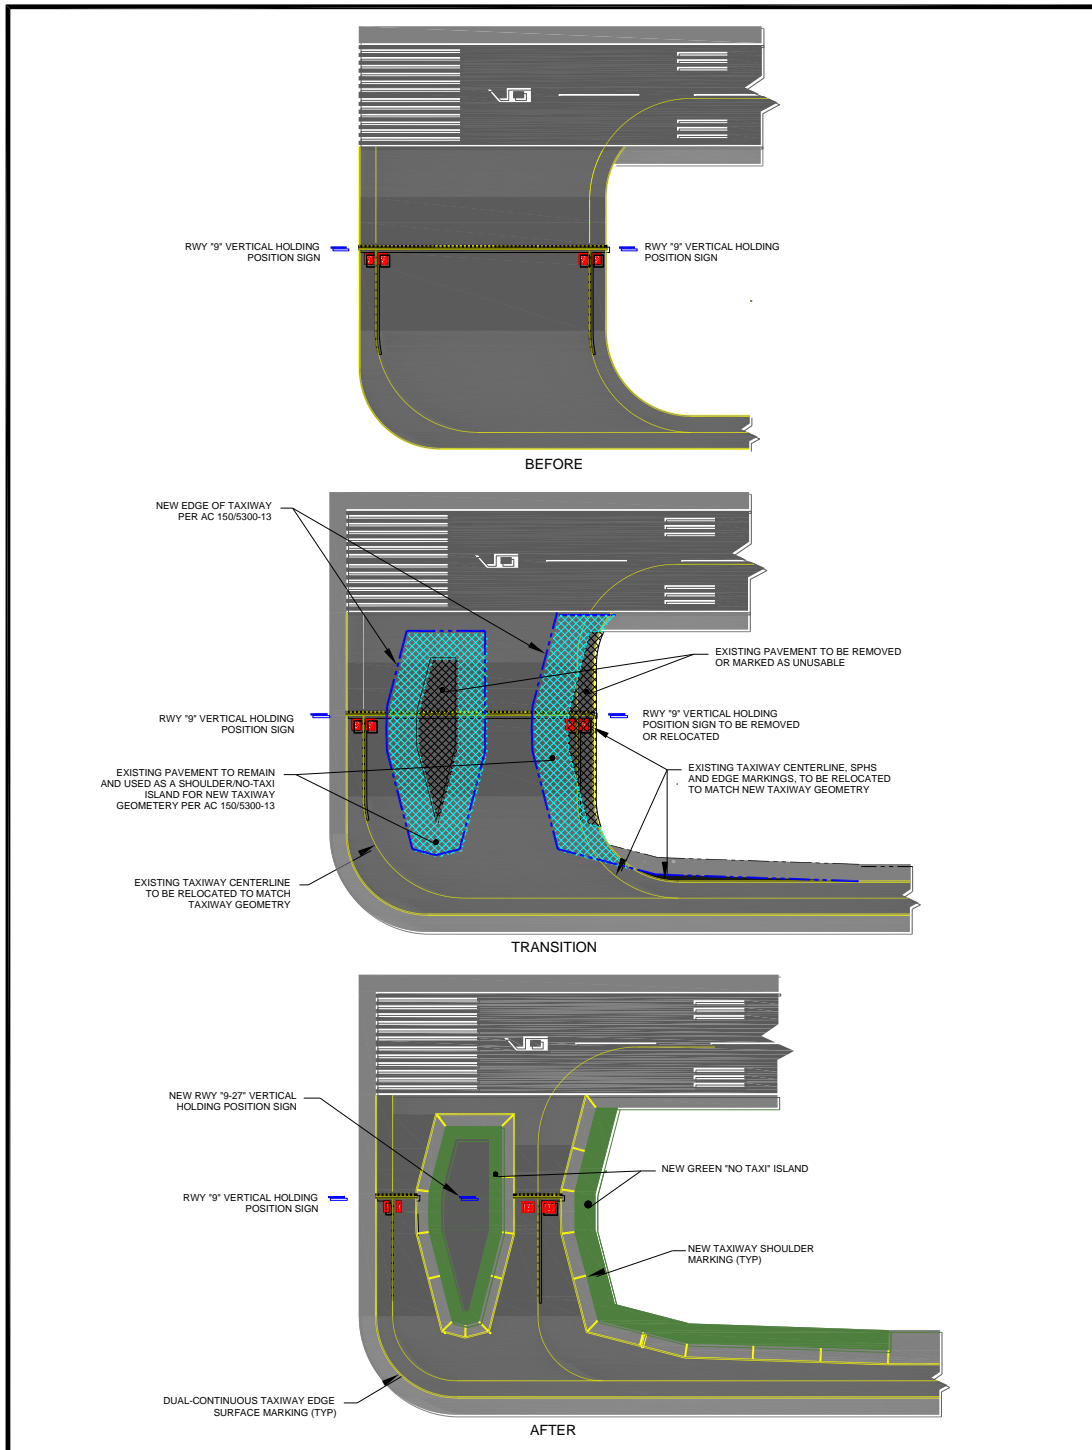 RWY "9" VERTICAL HOLDING
POSITION SIGN
RWY "9" VERTICAL HOLDING
POSITION SIGN
BEFORE
NEW EDGE OF TAXIWAY
PER AC 150/5300-13
EXISTING PAVEMENT TO BE REMOVED
OR MARKED AS UNUSABLE
RWY "9" VERTICAL HOLDING
POSITION SIGN
RWY "9" VERTICAL HOLDING
POSITION SIGN TO BE REMOVED
OR RELOCATED
EXISTING PAVEMENT TO REMAIN
AND USED AS A SHOULDER/NO-TAXI
ISLAND FOR NEW TAXIWAY
GEOMETERY PER AC 150/5300-13
EXISTING TAXIWAY CENTERLINE, SPHS
AND EDGE MARKINGS, TO BE RELOCATED
TO MATCH NEW TAXIWAY GEOMETRY
EXISTING TAXIWAY CENTERLINE
TO BE RELOCATED TO MATCH
TAXIWAY GEOMETRY
TRANSITION
NEW RWY "9-27" VERTICAL
HOLDING POSITION SIGN
NEW GREEN "NO TAXI" ISLAND
RWY "9" VERTICAL HOLDING
POSITION SIGN
NEW TAXIWAY SHOULDER
MARKING (TYP)
DUAL-CONTINUOUS TAXIWAY EDGE
SURFACE MARKING (TYP)
AFTER